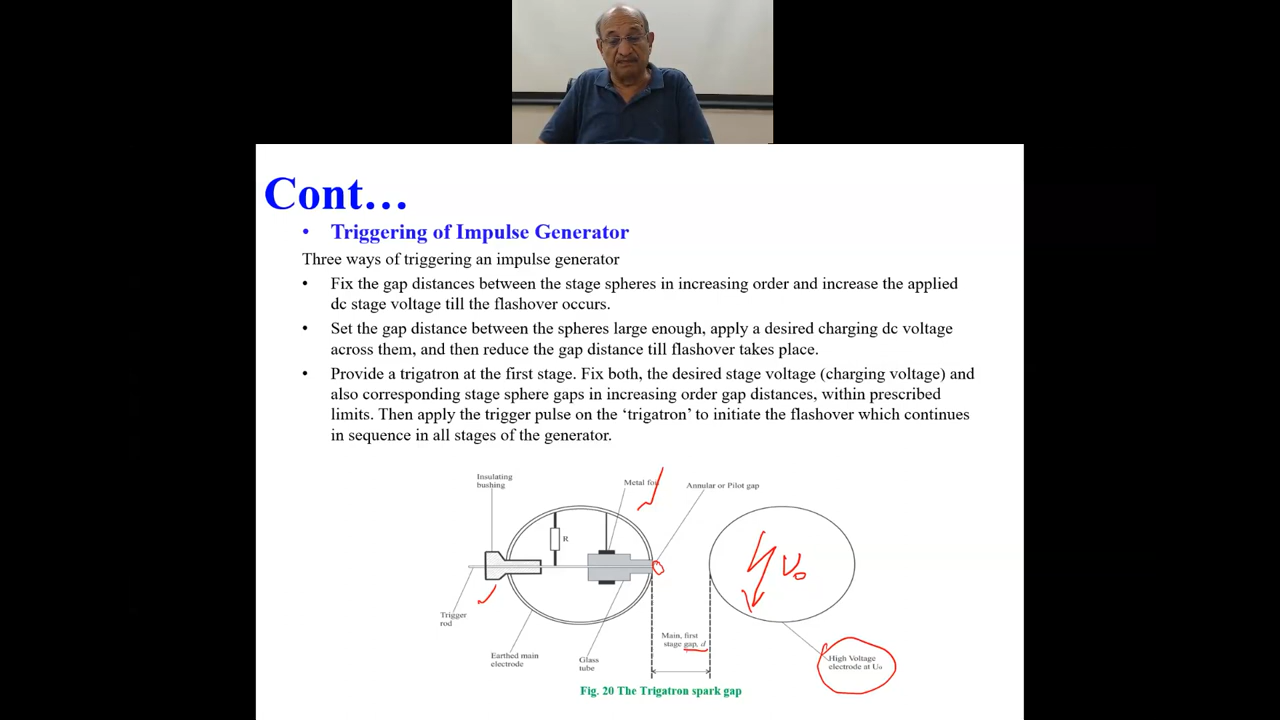 Cont…
• Triggering of Impulse Generator
Three ways of triggering an impulse generator
• Fix the gap distances between the stage spheres in increasing order and increase the applied
dc stage voltage till the flashover occurs.
• Set the gap distance between the spheres large enough, apply a desired charging dc voltage
across them, and then reduce the gap distance till flashover takes place.
• Provide a trigatron at the first stage. Fix both, the desired stage voltage (charging voltage) and
also corresponding stage sphere gaps in increasing order gap distances, within prescribed
limits. Then apply the trigger pulse on the ‘trigatron’ to initiate the flashover which continues
in sequence in all stages of the generator.
Insulating
bushing
Metal foil
Annular or Pilot gap
R
U₀
Trigger
rod
Main, first
stage gap, d
Earthed main
electrode
Glass
tube
High Voltage
electrode at U₀
Fig. 20 The Trigatron spark gap